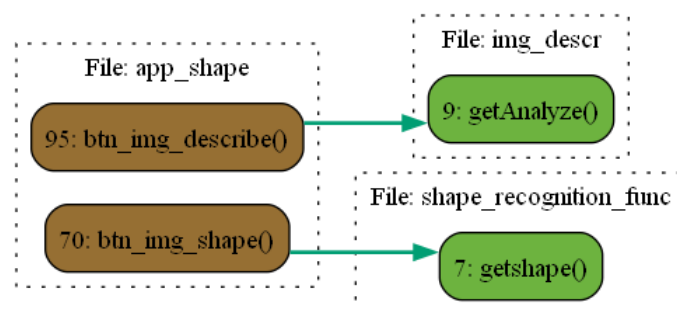 File: app_shape
95: btn_img_describe()
70: btn_img_shape()
File: img_descr
9: getAnalyze()
File: shape_recognition_func
7: getshape()